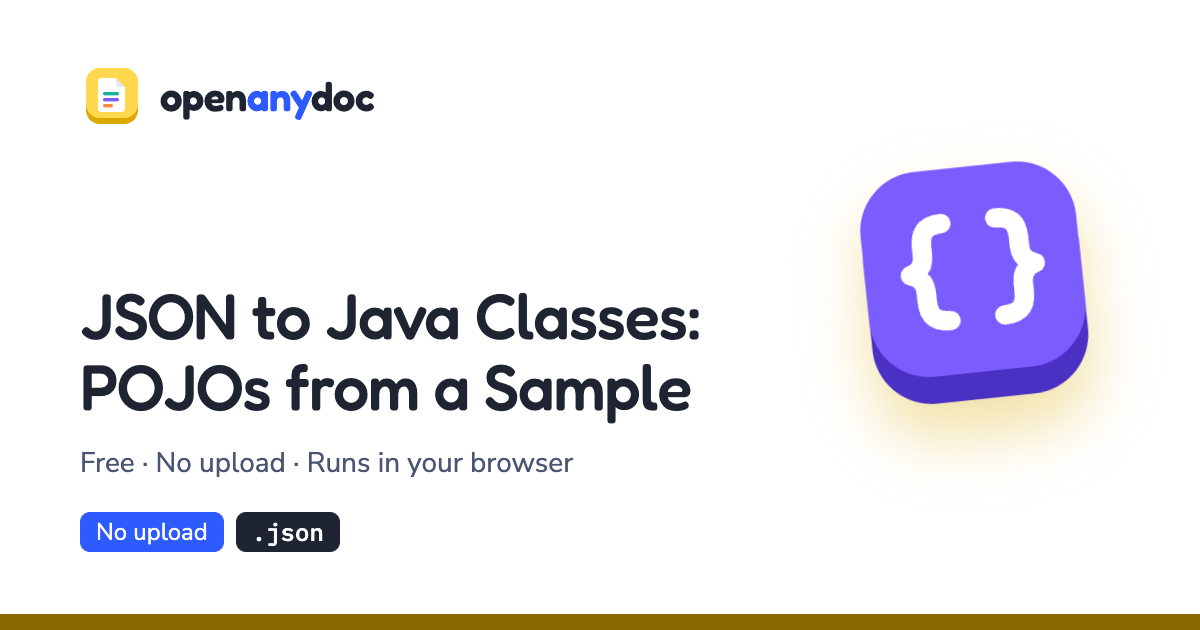 openanydoc
{ }
JSON to Java Classes:
POJOs from a Sample
Free · No upload · Runs in your browser
No upload
.json